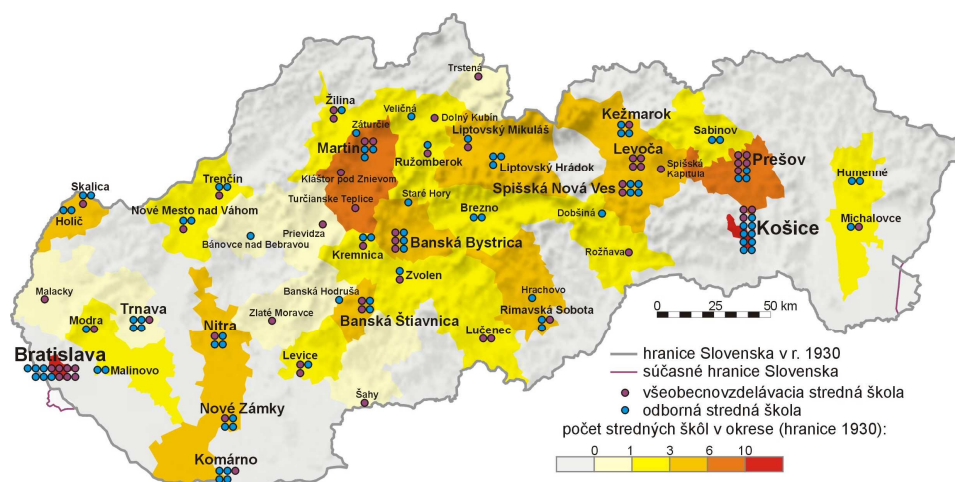 Trstená
Žilina
Veličná
Dolný Kubín
Kežmarok
Záturčie
Liptovský Mikuláš
Sabinov
Martin
Levoča
Prešov
Ružomberok
Liptovský Hrádok
Spišská
Kapitula
Kláštor pod Znievom
Humenné
Skalica
Trenčín
Staré Hory
Spišská Nová Ves
Turčianske Teplice
Holíč
Nové Mesto nad Váhom
Brezno
Dobšiná
Michalovce
Prievidza
Košice
Bánovce nad Bebravou
Banská Bystrica
Kremnica
Rožňava
Zvolen
Malacky
Banská Hodruša
Hrachovo
Trnava
Zlaté Moravce
Rimavská Sobota
0 50 km
Modra
Banská Štiavnica
Nitra
Lučenec
Bratislava
Levice
hranice Slovenska v r. 1930
Malinovo
súčasné hranice Slovenska
Šahy
všeobecnovzdelávacia stredná škola
Nové Zámky
odborná stredná škola
počet stredných škôl v okrese (hranice 1930):
Komárno
0 1 3 6 10